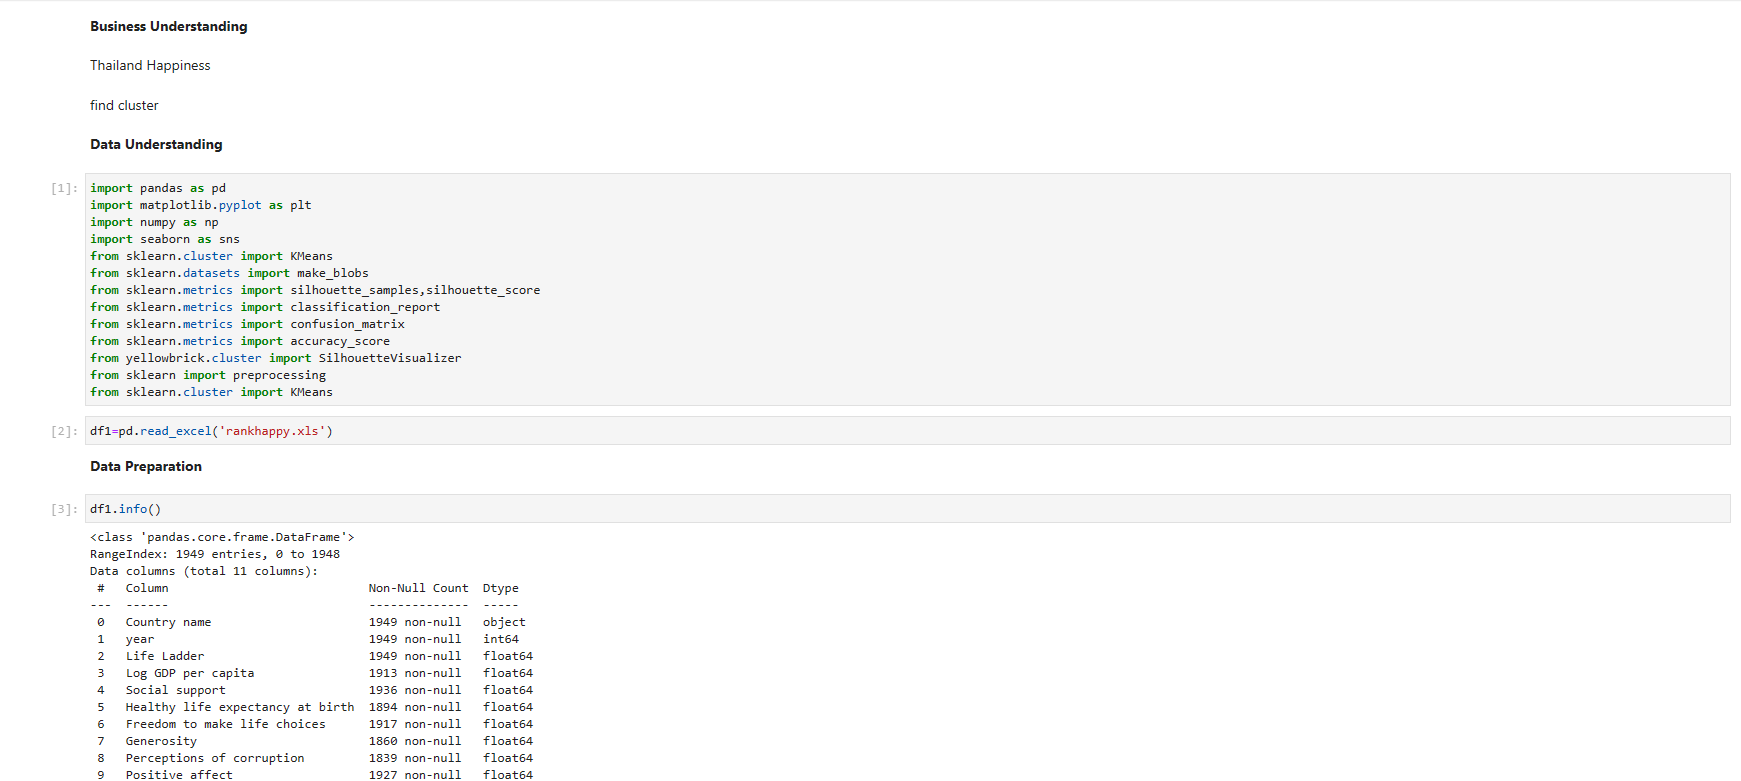 Business Understanding
Thailand Happiness
find cluster
Data Understanding
[1]: import pandas as pd
import matplotlib.pyplot as plt
import numpy as np
import seaborn as sns
from sklearn.cluster import KMeans
from sklearn.datasets import make_blobs
from sklearn.metrics import silhouette_samples,silhouette_score
from sklearn.metrics import classification_report
from sklearn.metrics import confusion_matrix
from sklearn.metrics import accuracy_score
from yellowbrick.cluster import SilhouetteVisualizer
from sklearn import preprocessing
from sklearn.cluster import KMeans
[2]: df1=pd.read_excel('rankhappy.xls')
Data Preparation
[3]: df1.info()
<class 'pandas.core.frame.DataFrame'>
RangeIndex: 1949 entries, 0 to 1948
Data columns (total 11 columns):
 #   Column                            Non-Null Count  Dtype
---  ------                            --------------  -----
 0   Country name                      1949 non-null   object
 1   year                              1949 non-null   int64
 2   Life Ladder                       1949 non-null   float64
 3   Log GDP per capita                1913 non-null   float64
 4   Social support                    1936 non-null   float64
 5   Healthy life expectancy at birth  1894 non-null   float64
 6   Freedom to make life choices      1917 non-null   float64
 7   Generosity                        1860 non-null   float64
 8   Perceptions of corruption         1839 non-null   float64
 9   Positive affect                   1927 non-null   float64